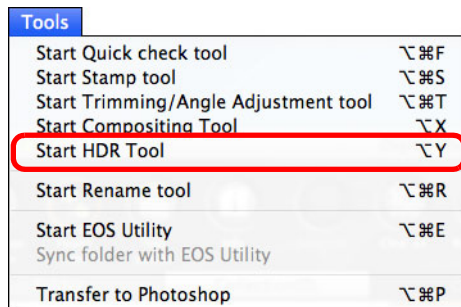 Tools
Start Quick check tool ⌥⌘F
Start Stamp tool ⌥⌘S
Start Trimming/Angle Adjustment tool ⌥⌘T
Start Compositing Tool ⌥X
Start HDR Tool ⌥Y
Start Rename tool ⌥⌘R
Start EOS Utility ⌥⌘E
Sync folder with EOS Utility
Transfer to Photoshop ⌥⌘P